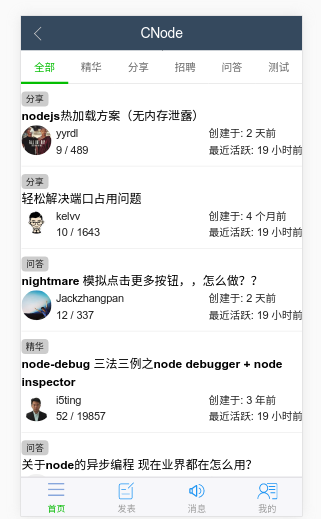 CNode
全部 精华 分享 招聘 问答 测试
分享
nodejs热加载方案（无内存泄露）
yyrdl 创建于: 2 天前
9 / 489 最近活跃: 19 小时前
分享
轻松解决端口占用问题
kelvv 创建于: 4 个月前
10 / 1643 最近活跃: 19 小时前
问答
nightmare 模拟点击更多按钮，，怎么做？？
Jackzhangpan 创建于: 2 天前
12 / 337 最近活跃: 19 小时前
精华
node-debug 三法三例之node debugger + node
inspector
i5ting 创建于: 3 年前
52 / 19857 最近活跃: 19 小时前
问答
关于node的异步编程 现在业界都在怎么用？
首页 发表 消息 我的